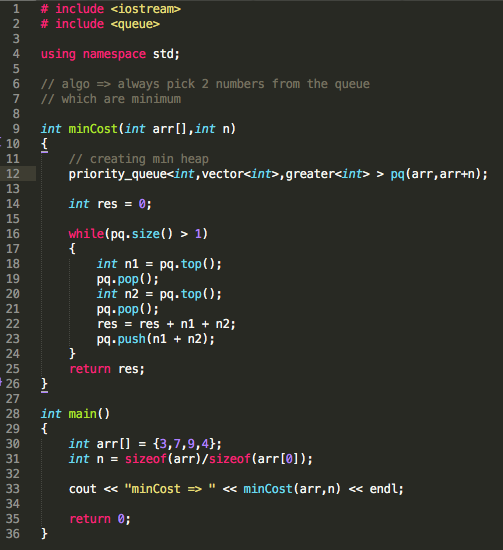 1 # include <iostream>
2 # include <queue>
3
4 using namespace std;
5
6 // algo => always pick 2 numbers from the queue
7 // which are minimum
8
9 int minCost(int arr[],int n)
10 {
11     // creating min heap
12     priority_queue<int,vector<int>,greater<int> > pq(arr,arr+n);
13
14     int res = 0;
15
16     while(pq.size() > 1)
17     {
18         int n1 = pq.top();
19         pq.pop();
20         int n2 = pq.top();
21         pq.pop();
22         res = res + n1 + n2;
23         pq.push(n1 + n2);
24     }
25     return res;
26 }
27
28 int main()
29 {
30     int arr[] = {3,7,9,4};
31     int n = sizeof(arr)/sizeof(arr[0]);
32
33     cout << "minCost => " << minCost(arr,n) << endl;
34
35     return 0;
36 }